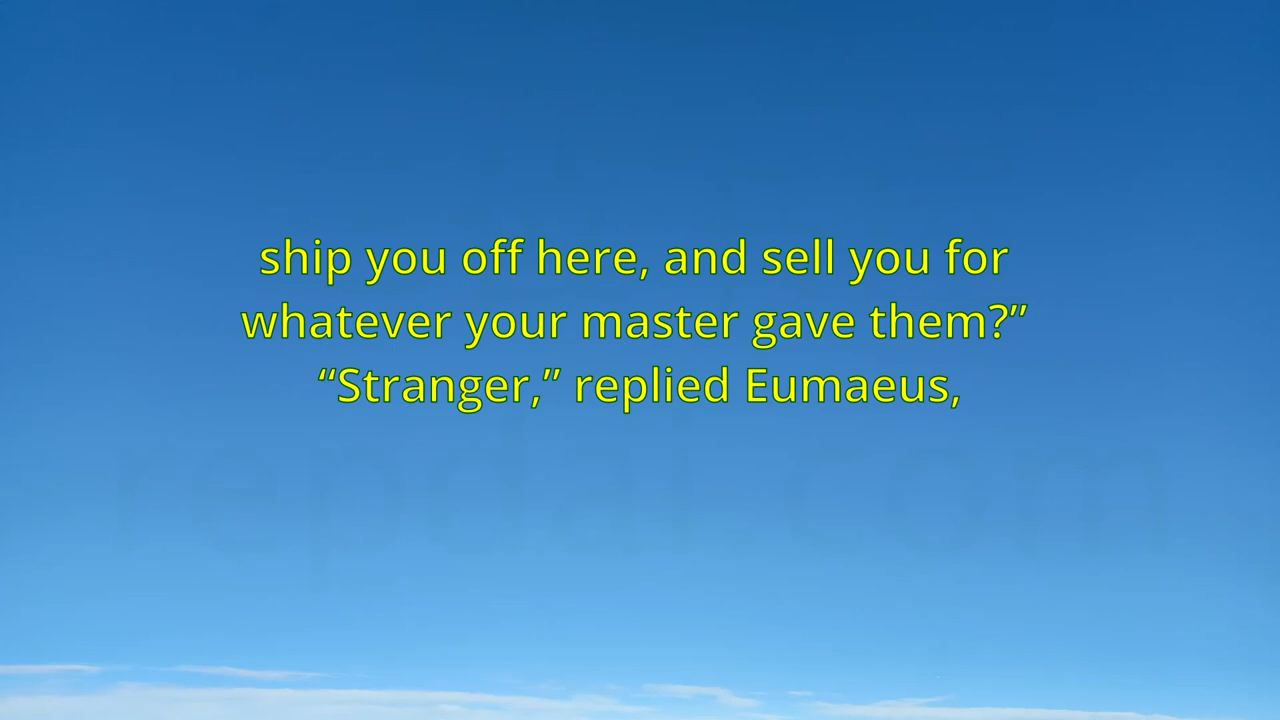 ship you off here, and sell you for
whatever your master gave them?”
“Stranger,” replied Eumaeus,